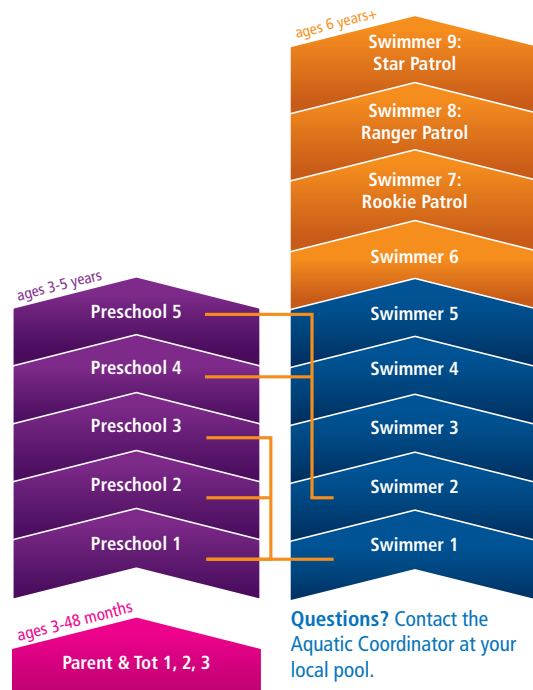 ages 3-5 years
Preschool 5
Preschool 4
Preschool 3
Preschool 2
Preschool 1
ages 3-48 months
Parent & Tot 1, 2, 3
ages 6 years+
Swimmer 9:
Star Patrol
Swimmer 8:
Ranger Patrol
Swimmer 7:
Rookie Patrol
Swimmer 6
Swimmer 5
Swimmer 4
Swimmer 3
Swimmer 2
Swimmer 1
Questions? Contact the
Aquatic Coordinator at your
local pool.